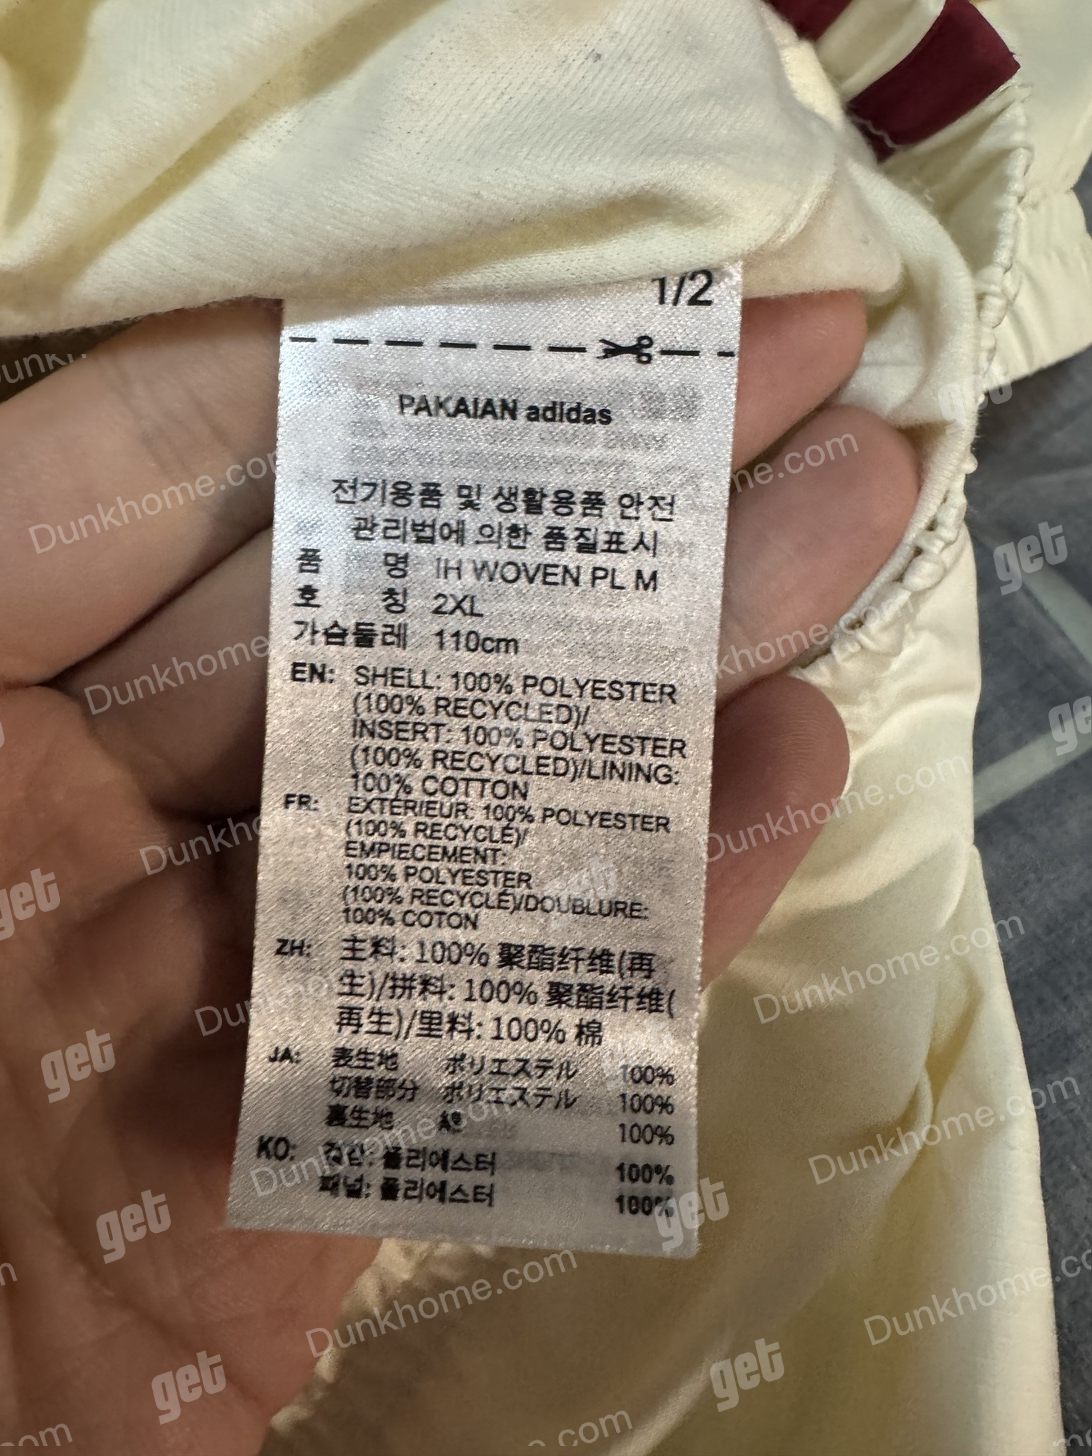 1/2
PAKAIAN adidas
전기용품 및 생활용품 안전
관리법에 의한 품질표시
품 명 IH WOVEN PL M
호 칭 2XL
가슴둘레 110cm
EN: SHELL: 100% POLYESTER
(100% RECYCLED)/
INSERT: 100% POLYESTER
(100% RECYCLED)/LINING:
100% COTTON
FR: EXTÉRIEUR: 100% POLYESTER
(100% RECYCLÉ)/
EMPIECEMENT:
100% POLYESTER
(100% RECYCLÉ)/DOUBLURE:
100% COTON
ZH: 主料: 100% 聚酯纤维(再
生)/拼料: 100% 聚酯纤维(
再生)/里料: 100% 棉
JA: 表生地 ポリエステル 100%
切替部分 ポリエステル 100%
裏生地 100%
KO: 겉감: 폴리에스터 100%
패널: 폴리에스터 100%
get
Dunkhome.com